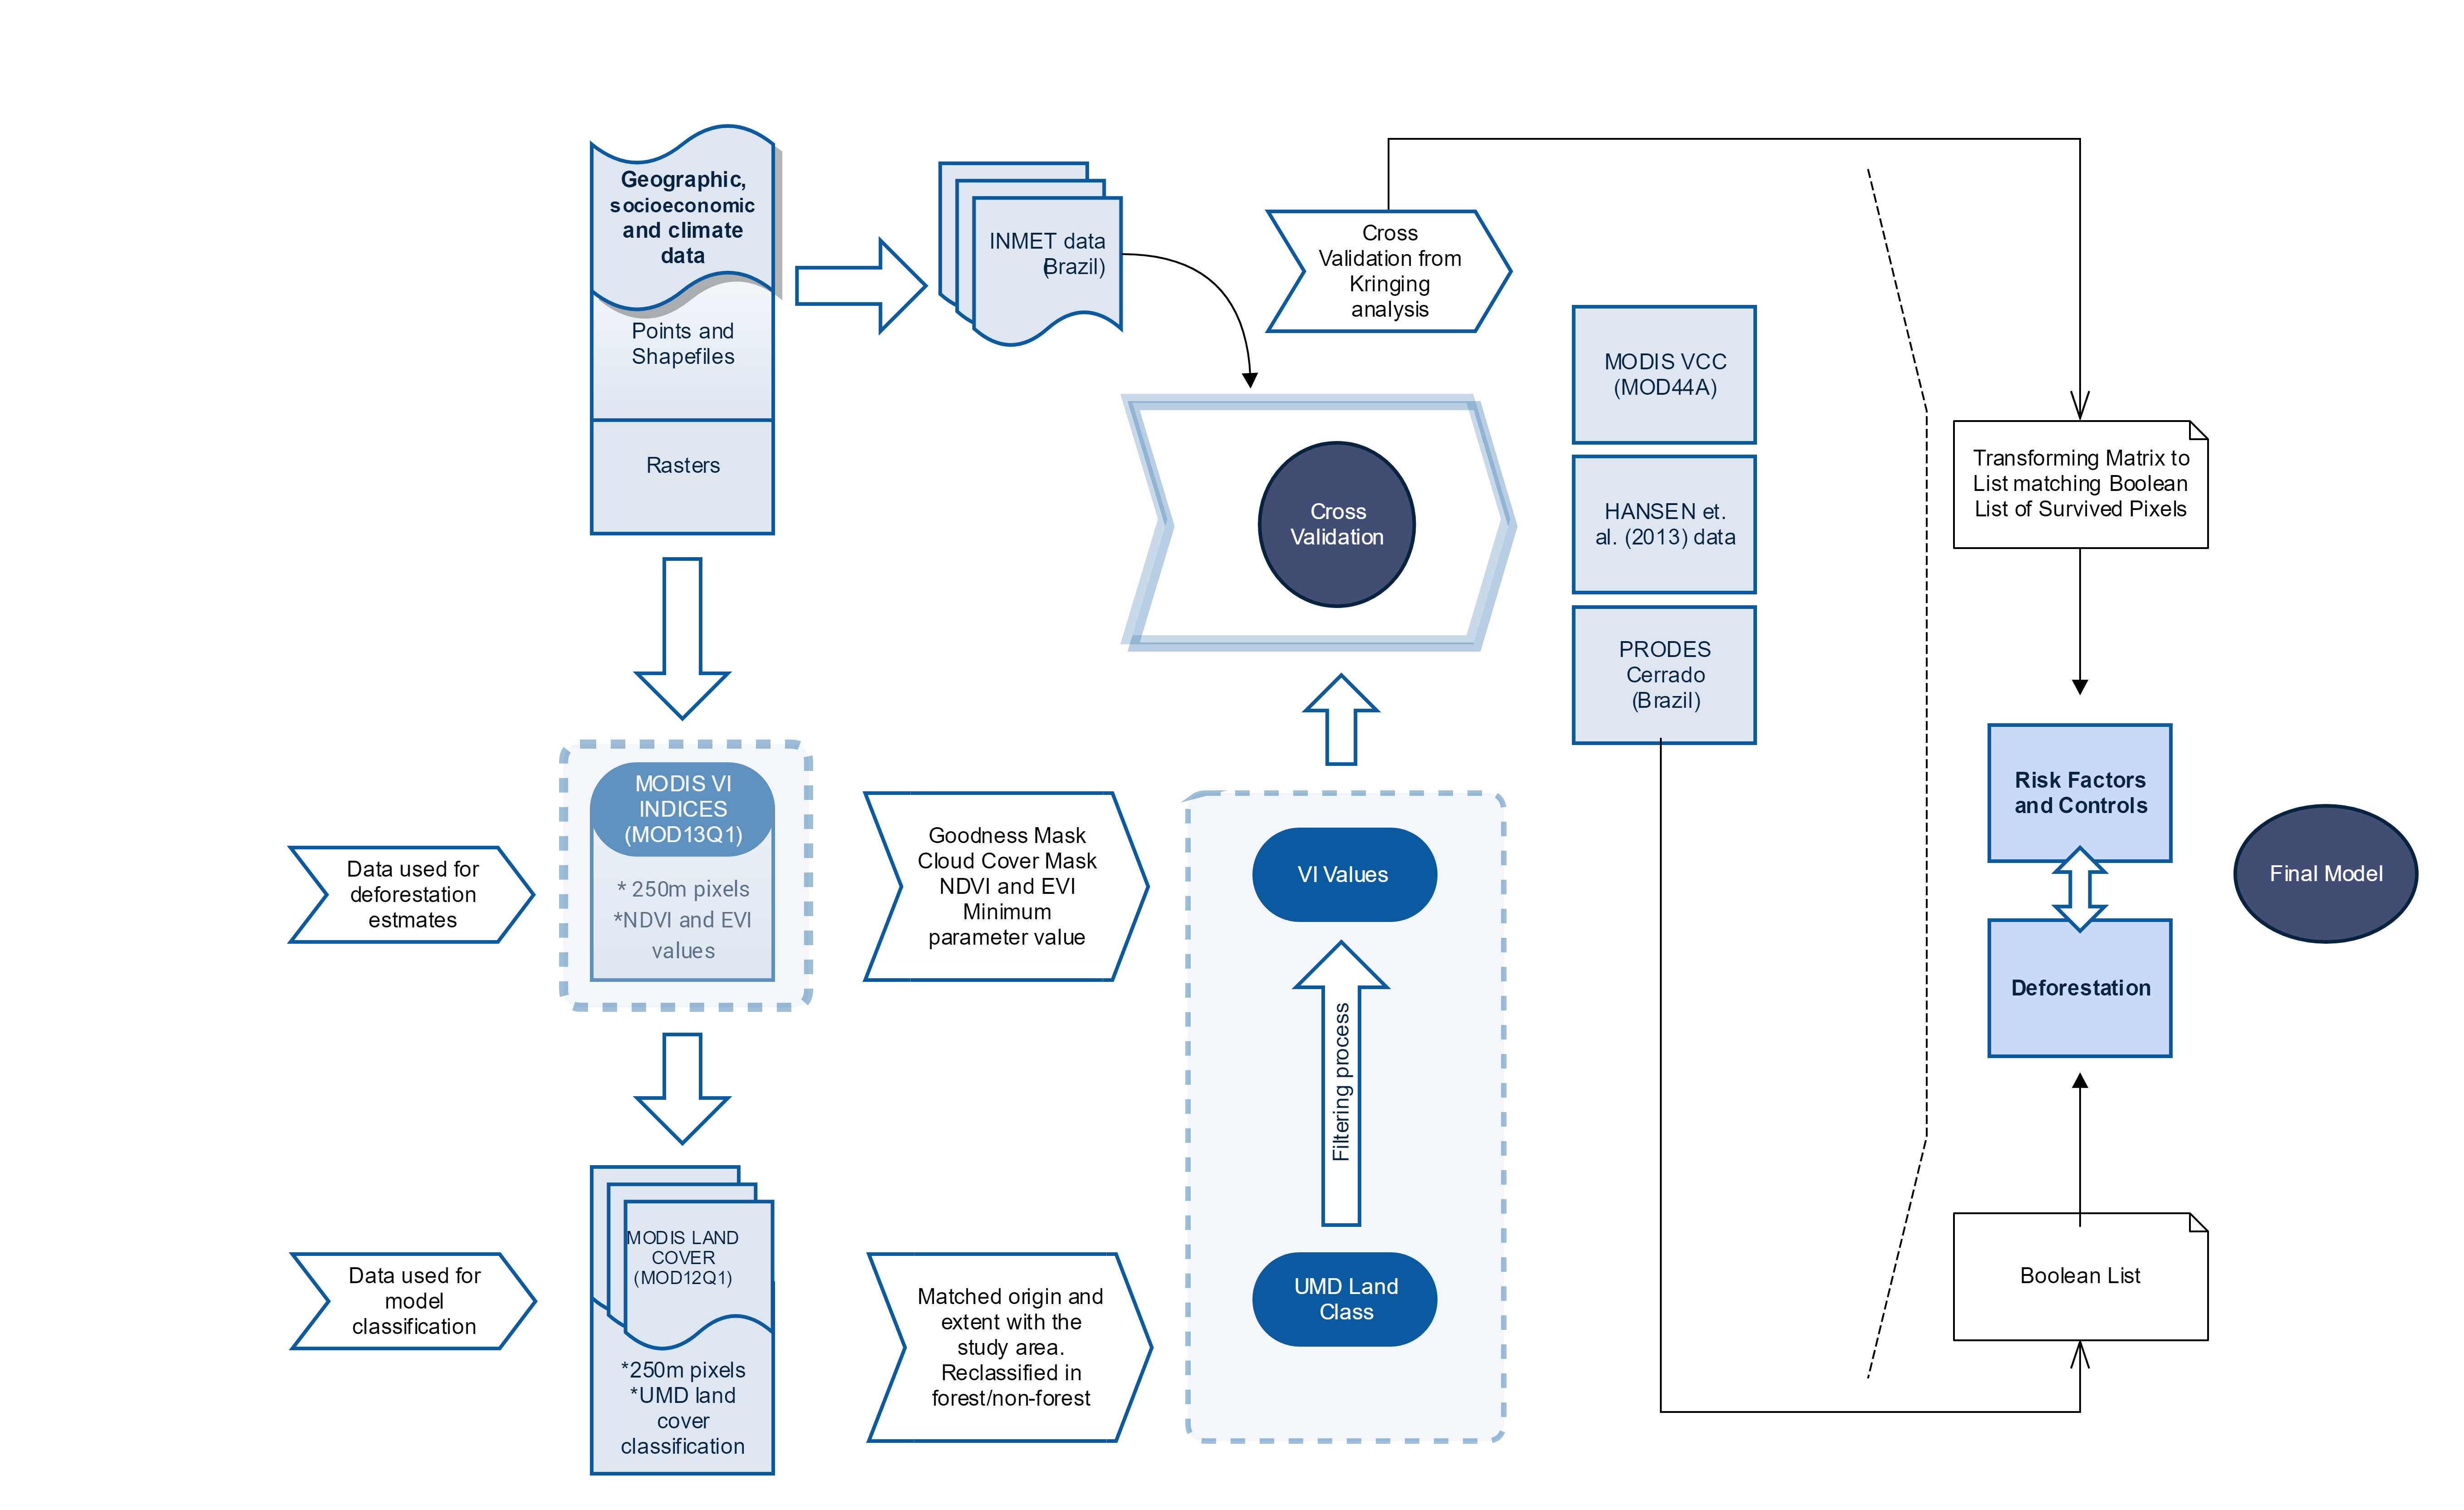 Geographic,
socioeconomic
and climate
data
Points and
Shapefiles
Rasters
INMET data
(Brazil)
Cross
Validation from
Kringing
analysis
MODIS VCC
(MOD44A)
HANSEN et.
al. (2013) data
PRODES
Cerrado
(Brazil)
Cross
Validation
Transforming Matrix to
List matching Boolean
List of Survived Pixels
MODIS VI
INDICES
(MOD13Q1)
* 250m pixels
*NDVI and EVI
values
Data used for
deforestation
estmates
Goodness Mask
Cloud Cover Mask
NDVI and EVI
Minimum
parameter value
VI Values
Filtering process
UMD Land
Class
Risk Factors
and Controls
Deforestation
Final Model
Data used for
model
classification
MODIS LAND
COVER
(MOD12Q1)
*250m pixels
*UMD land
cover
classification
Matched origin and
extent with the
study area.
Reclassified in
forest/non-forest
Boolean List